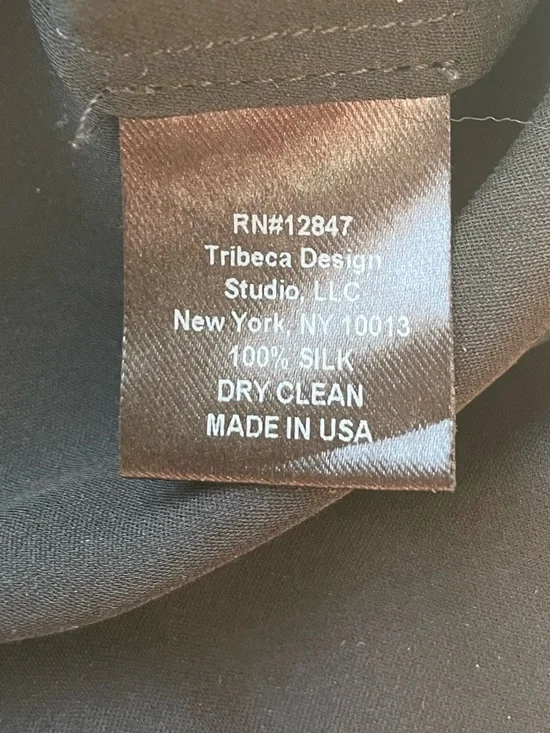 RN#12847
Tribeca Design
Studio, LLC
New York, NY 10013
100% SILK
DRY CLEAN
MADE IN USA